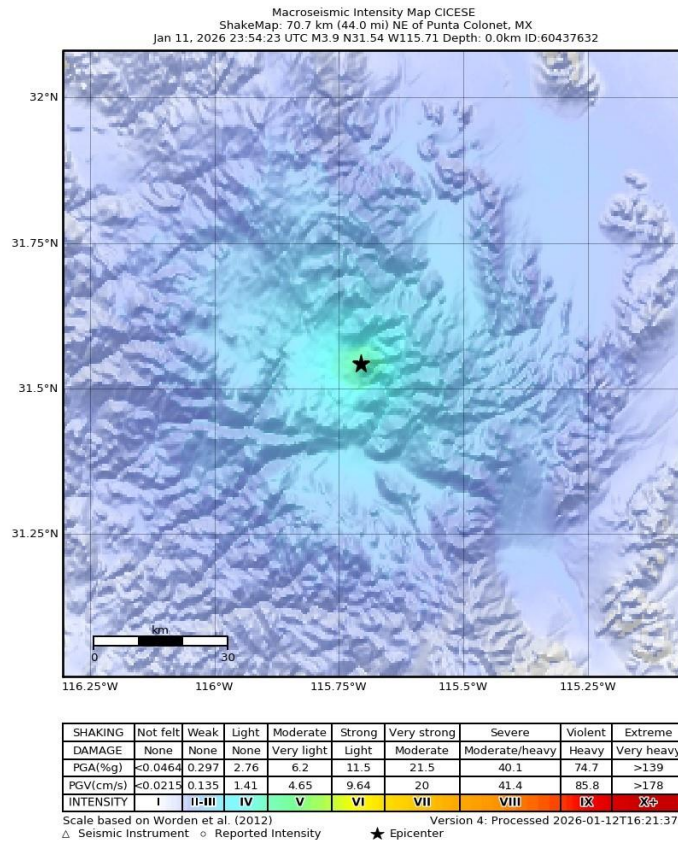 Macroseismic Intensity Map CICESE
ShakeMap: 70.7 km (44.0 mi) NE of Punta Colonet, MX
Jan 11, 2026 23:54:23 UTC M3.9 N31.54 W115.71 Depth: 0.0km ID:60437632
32°N
31.75°N
31.5°N
31.25°N
km
0 30
116.25°W 116°W 115.75°W 115.5°W 115.25°W
SHAKING Not felt Weak Light Moderate Strong Very strong Severe Violent Extreme
DAMAGE None None None Very light Light Moderate Moderate/heavy Heavy Very heavy
PGA(%g) <0.0464 0.297 2.76 6.2 11.5 21.5 40.1 74.7 >139
PGV(cm/s) <0.0215 0.135 1.41 4.65 9.64 20 41.4 85.8 >178
INTENSITY I II-III IV V VI VII VIII IX X+
Scale based on Worden et al. (2012) Version 4: Processed 2026-01-12T16:21:37
△ Seismic Instrument ○ Reported Intensity ★ Epicenter